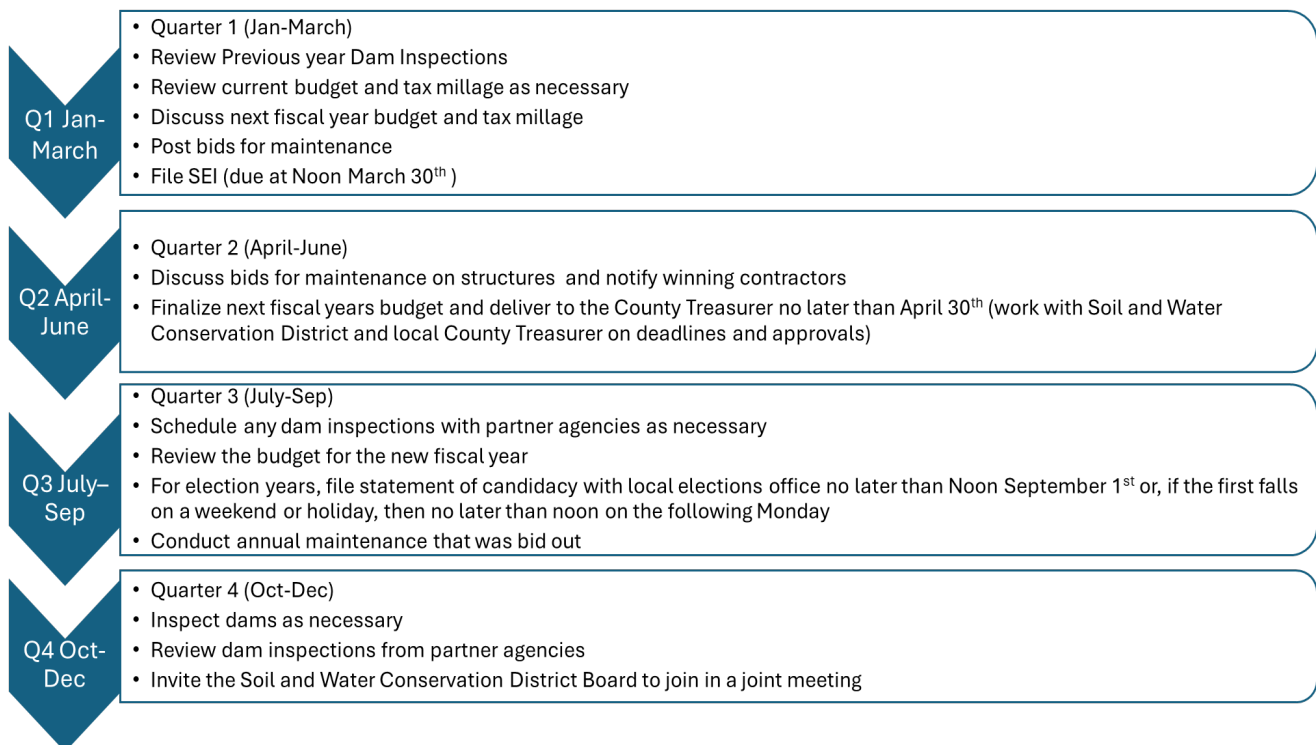 Q1 Jan-
March
• Quarter 1 (Jan-March)
• Review Previous year Dam Inspections
• Review current budget and tax millage as necessary
• Discuss next fiscal year budget and tax millage
• Post bids for maintenance
• File SEI (due at Noon March 30th )
Q2 April-
June
• Quarter 2 (April-June)
• Discuss bids for maintenance on structures and notify winning contractors
• Finalize next fiscal years budget and deliver to the County Treasurer no later than April 30th (work with Soil and Water
Conservation District and local County Treasurer on deadlines and approvals)
Q3 July–
Sep
• Quarter 3 (July-Sep)
• Schedule any dam inspections with partner agencies as necessary
• Review the budget for the new fiscal year
• For election years, file statement of candidacy with local elections office no later than Noon September 1st or, if the first falls
on a weekend or holiday, then no later than noon on the following Monday
• Conduct annual maintenance that was bid out
Q4 Oct-
Dec
• Quarter 4 (Oct-Dec)
• Inspect dams as necessary
• Review dam inspections from partner agencies
• Invite the Soil and Water Conservation District Board to join in a joint meeting